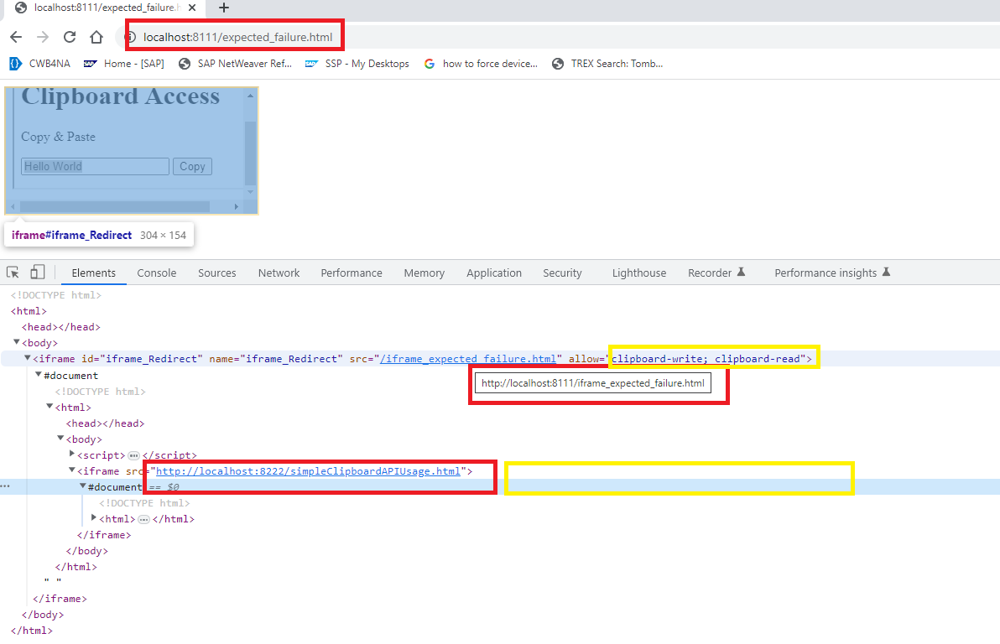 localhost:8111/expected_failure.h
localhost:8111/expected_failure.html
CWB4NA Home - [SAP] SAP NetWeaver Ref... SSP - My Desktops how to force device... TREX Search: Tomb...
Clipboard Access
Copy & Paste
Hello World Copy
iframe#iframe_Redirect 304 × 154
Elements Console Sources Network Performance Memory Application Security Lighthouse Recorder Performance insights
<!DOCTYPE html>
<html>
<head></head>
<body>
<iframe id="iframe_Redirect" name="iframe_Redirect" src="/iframe_expected_failure.html" allow="clipboard-write; clipboard-read">
#document
http://localhost:8111/iframe_expected_failure.html
<!DOCTYPE html>
<html>
<head></head>
<body>
<script>…</script>
<iframe src="http://localhost:8222/simpleClipboardAPIUsage.html">
#document == $0
<!DOCTYPE html>
<html>…</html>
</iframe>
</body>
</html>
" "
</iframe>
</body>
</html>